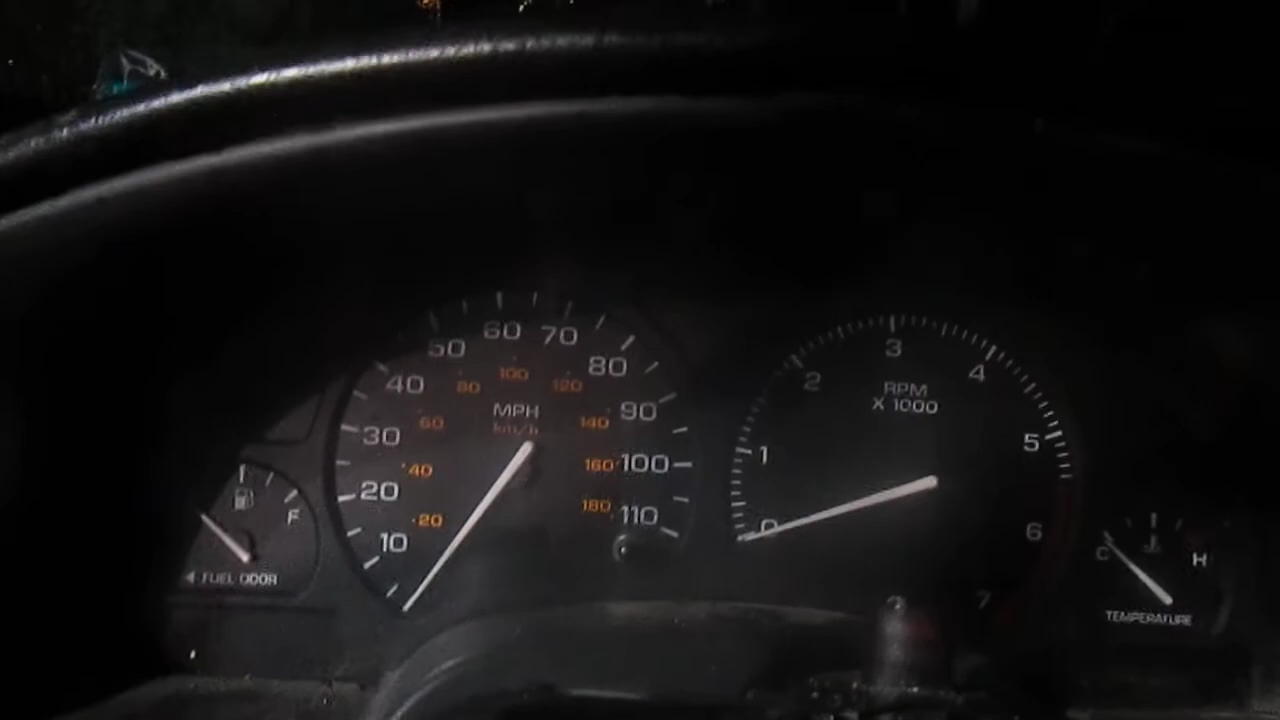 60 70
50 80
40 90
30 100
20 110
10
100
80 120
60 140
40 160
20 180
MPH
km/h
F
◄ FUEL DOOR
3
2 4
1 5
0 6
7
RPM
X 1000
C H
TEMPERATURE